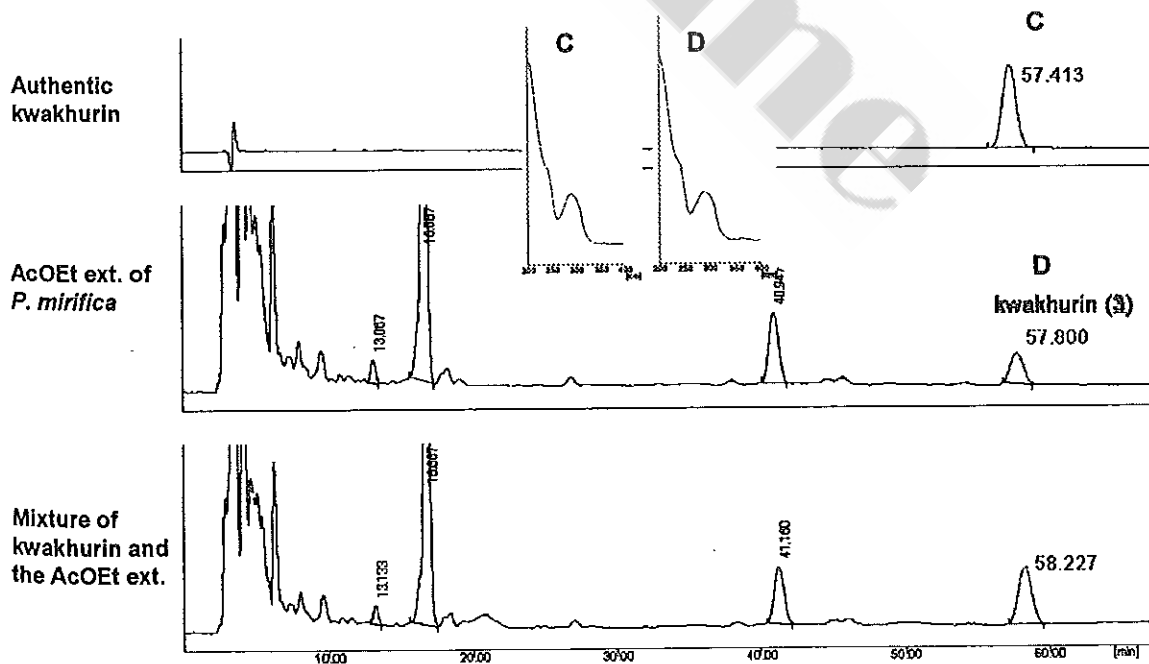 C
D
C
Authentic
kwakhurin
57.413
AcOEt ext. of
P. mirifica
13.067
40.947
D
kwakhurin (3)
57.800
Mixture of
kwakhurin and
the AcOEt ext.
13.133
41.160
58.227
10:00
20:00
30:00
40:00
50:00
60:00
[min]